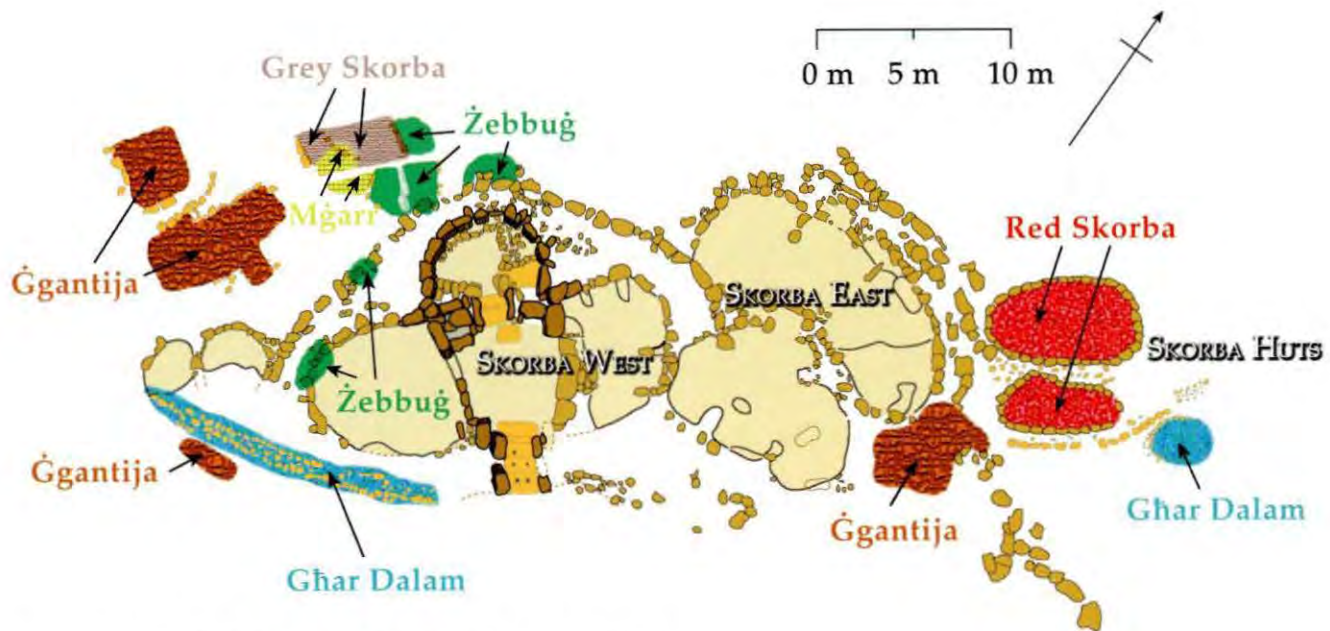 Grey Skorba
0 m 5 m 10 m
Żebbuġ
Mġarr
Red Skorba
Ġgantija
SKORBA EAST
SKORBA WEST
SKORBA HUTS
Żebbuġ
Ġgantija
Għar Dalam
Ġgantija
Għar Dalam